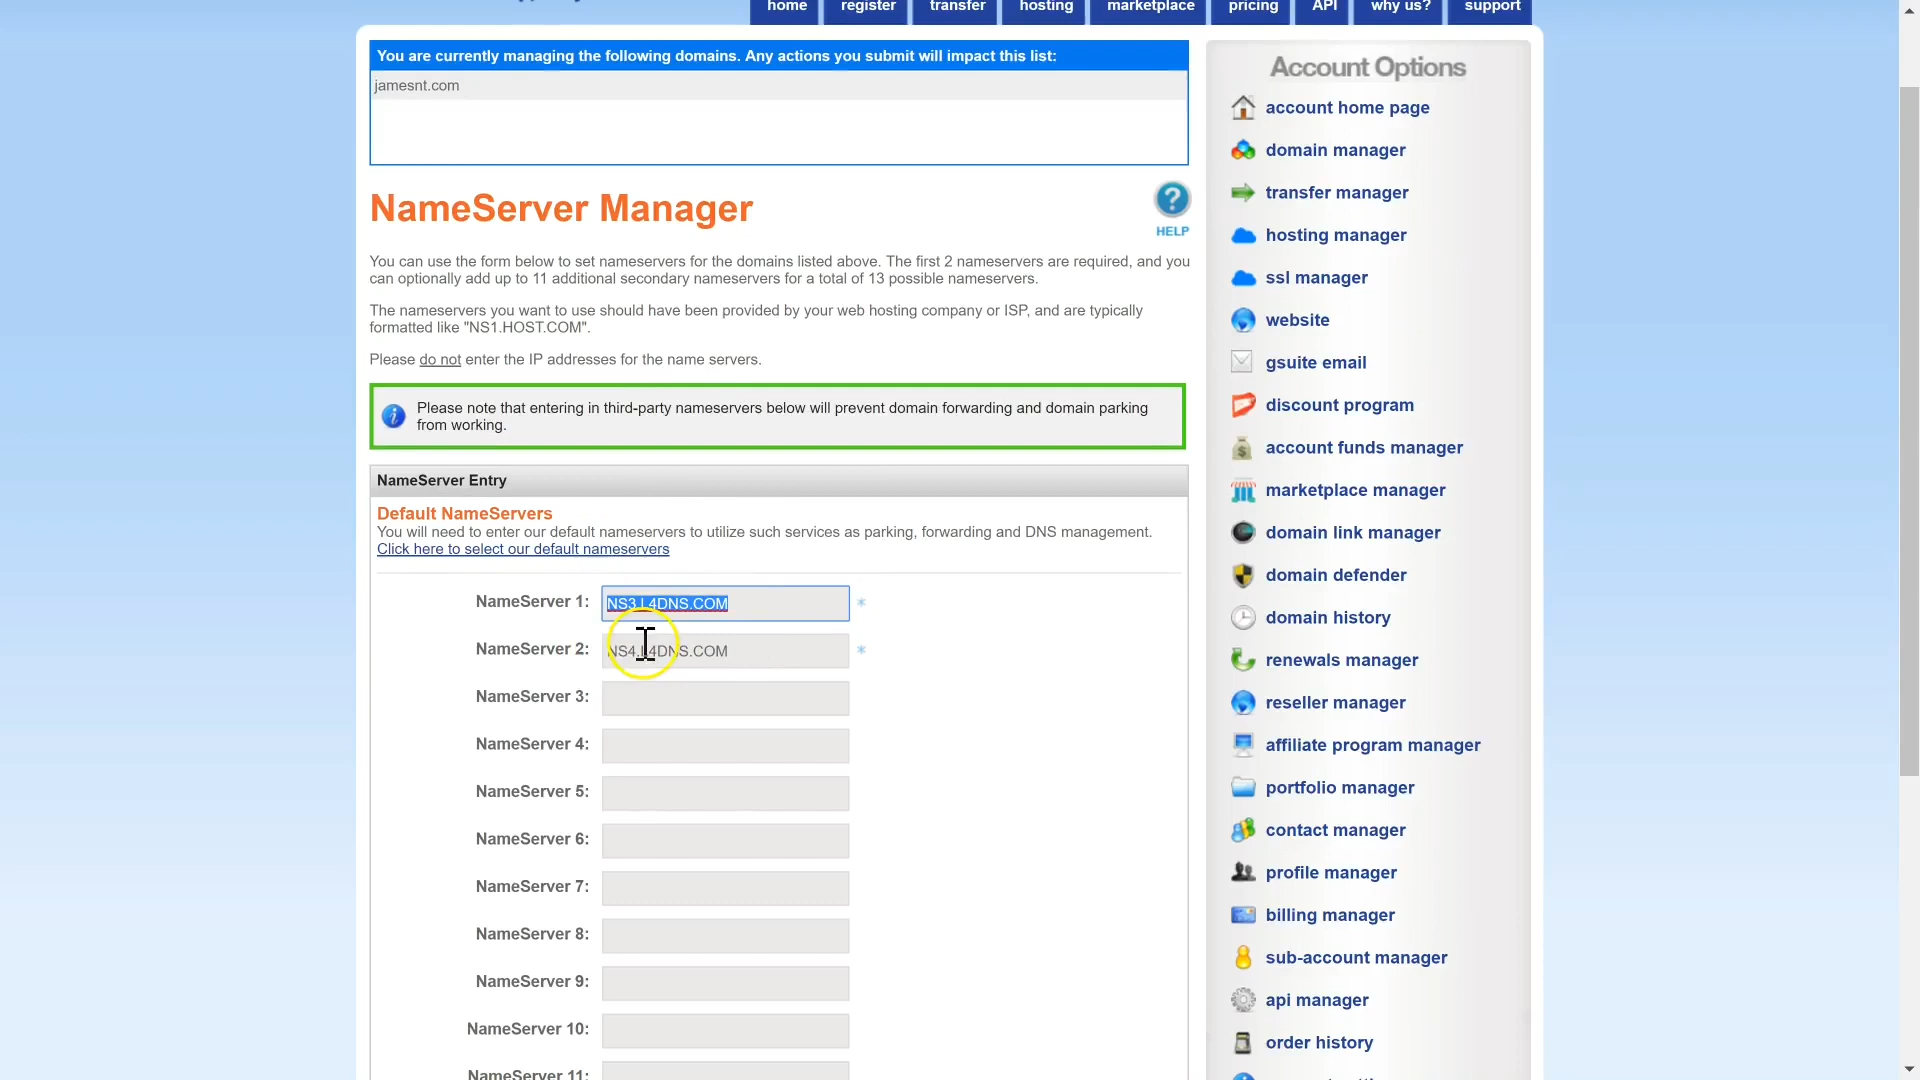 home register transfer hosting marketplace pricing API why us? support
You are currently managing the following domains. Any actions you submit will impact this list:
jamesnt.com
NameServer Manager
HELP
You can use the form below to set nameservers for the domains listed above. The first 2 nameservers are required, and you
can optionally add up to 11 additional secondary nameservers for a total of 13 possible nameservers.
The nameservers you want to use should have been provided by your web hosting company or ISP, and are typically
formatted like "NS1.HOST.COM".
Please do not enter the IP addresses for the name servers.
Please note that entering in third-party nameservers below will prevent domain forwarding and domain parking
from working.
NameServer Entry
Default NameServers
You will need to enter our default nameservers to utilize such services as parking, forwarding and DNS management.
Click here to select our default nameservers
NameServer 1: NS3.L4DNS.COM *
NameServer 2: NS4.L4DNS.COM *
NameServer 3:
NameServer 4:
NameServer 5:
NameServer 6:
NameServer 7:
NameServer 8:
NameServer 9:
NameServer 10:
NameServer 11:
Account Options
account home page
domain manager
transfer manager
hosting manager
ssl manager
website
gsuite email
discount program
account funds manager
marketplace manager
domain link manager
domain defender
domain history
renewals manager
reseller manager
affiliate program manager
portfolio manager
contact manager
profile manager
billing manager
sub-account manager
api manager
order history